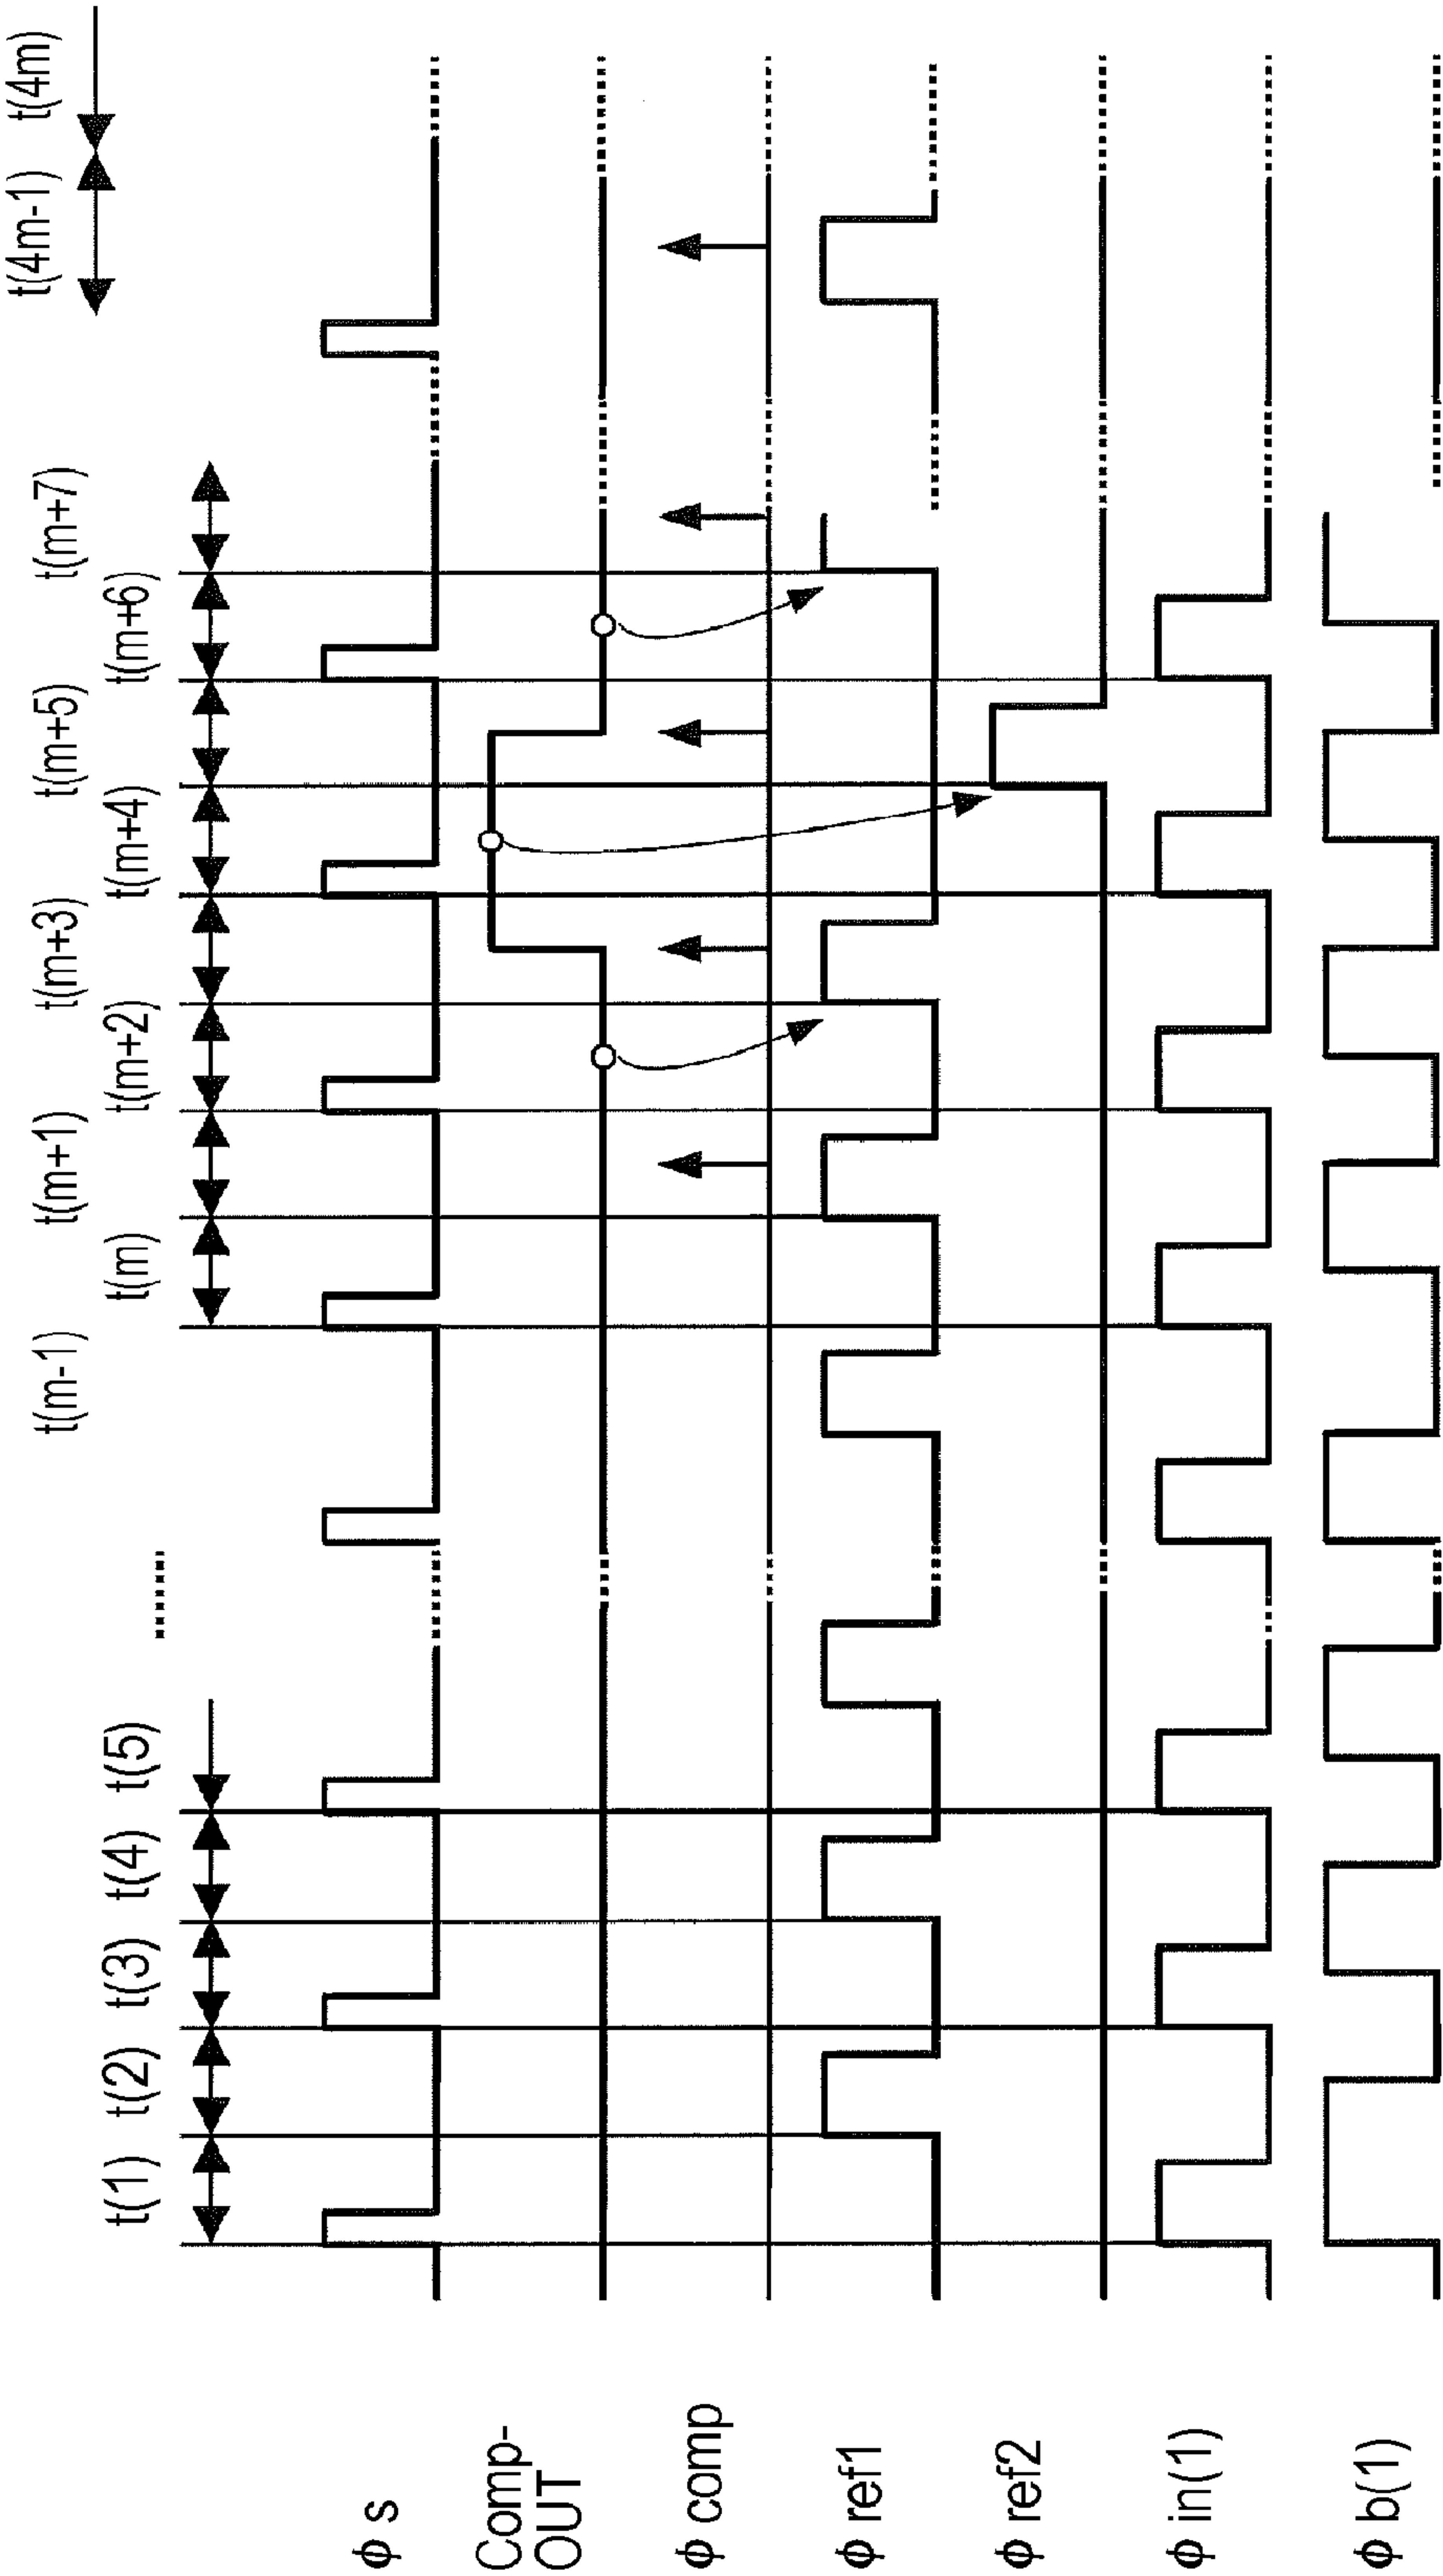 t(1)
t(2)
t(3)
t(4)
t(5)
......
t(m-1)
t(m)
t(m+1)
t(m+2)
t(m+3)
t(m+4)
t(m+5)
t(m+6)
t(m+7)
t(4m-1)
t(4m)
ϕ s
Comp-
OUT
ϕ comp
ϕ ref1
ϕ ref2
ϕ in(1)
ϕ b(1)